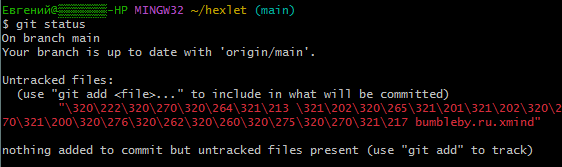 Евгений@▒▒▒▒▒▒▒-HP MINGW32 ~/hexlet (main)
$ git status
On branch main
Your branch is up to date with 'origin/main'.
Untracked files:
(use "git add <file>..." to include in what will be committed)
"\320\222\320\270\320\264\321\213 \321\202\320\265\321\201\321\202\320\2
70\321\200\320\276\320\262\320\260\320\275\320\270\321\217 bumbleby.ru.xmind"
nothing added to commit but untracked files present (use "git add" to track)